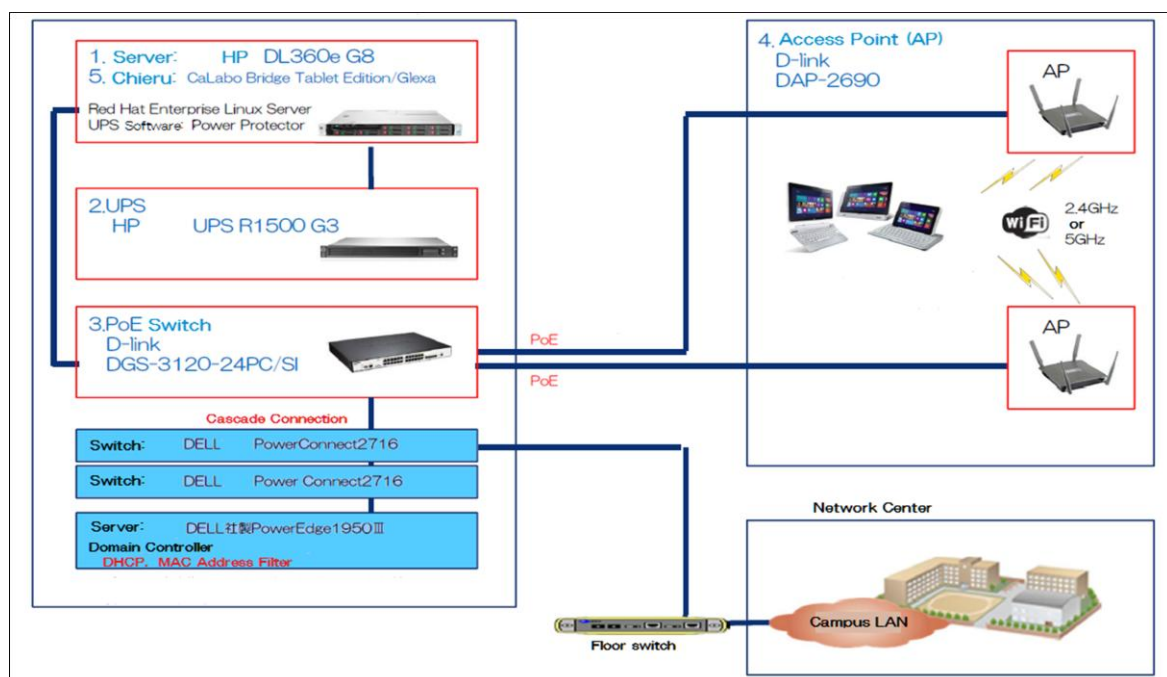 1. Server: HP DL360e G8
5. Chieru: CaLabo Bridge Tablet Edition/Glexa
Red Hat Enterprise Linux Server
UPS Software: Power Protector
2.UPS
HP UPS R1500 G3
3.PoE Switch
D-link
DGS-3120-24PC/SI
PoE
PoE
Cascade Connection
Switch: DELL PowerConnect2716
Switch: DELL Power Connect2716
Server: DELL社製PowerEdge1950Ⅲ
Domain Controller
DHCP, MAC Address Filter
4. Access Point (AP)
D-link
DAP-2690
AP
WiFi
2.4GHz
or
5GHz
AP
Network Center
Campus LAN
Floor switch